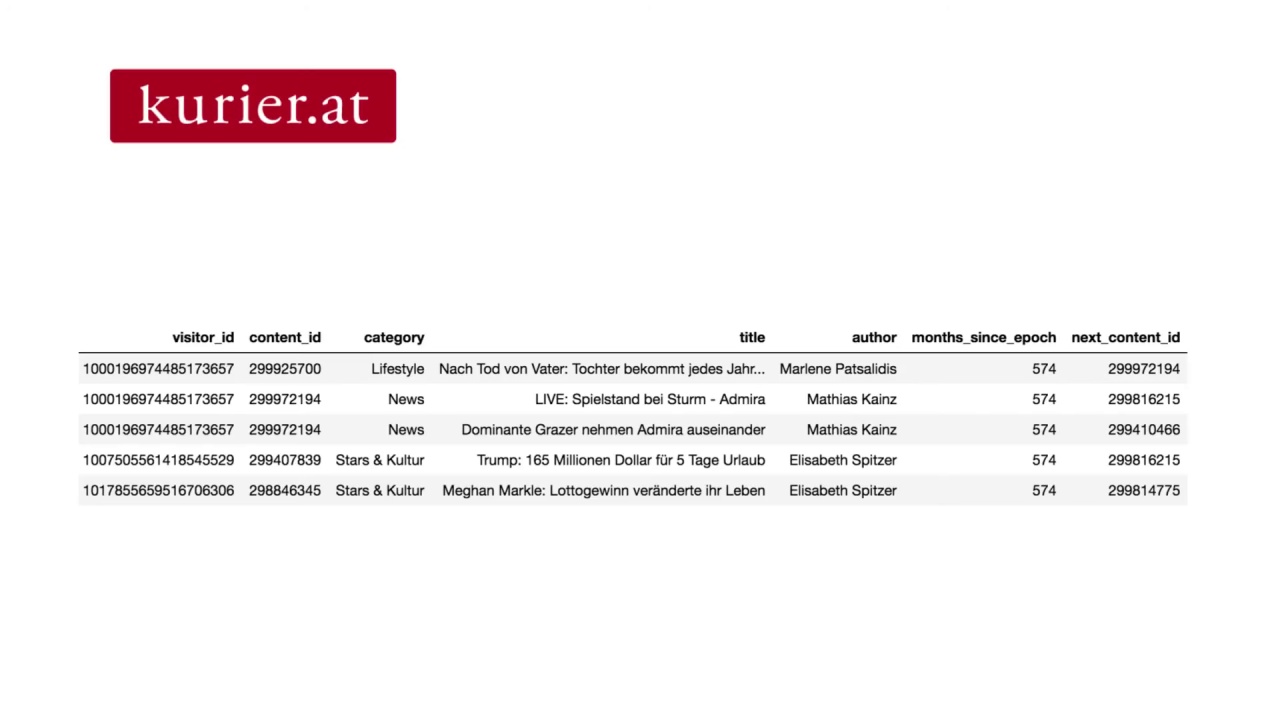 kurier.at
visitor_id content_id category title author months_since_epoch next_content_id
1000196974485173657 299925700 Lifestyle Nach Tod von Vater: Tochter bekommt jedes Jahr... Marlene Patsalidis 574 299972194
1000196974485173657 299972194 News LIVE: Spielstand bei Sturm - Admira Mathias Kainz 574 299816215
1000196974485173657 299972194 News Dominante Grazer nehmen Admira auseinander Mathias Kainz 574 299410466
1007505561418545529 299407839 Stars & Kultur Trump: 165 Millionen Dollar für 5 Tage Urlaub Elisabeth Spitzer 574 299816215
1017855659516706306 298846345 Stars & Kultur Meghan Markle: Lottogewinn veränderte ihr Leben Elisabeth Spitzer 574 299814775